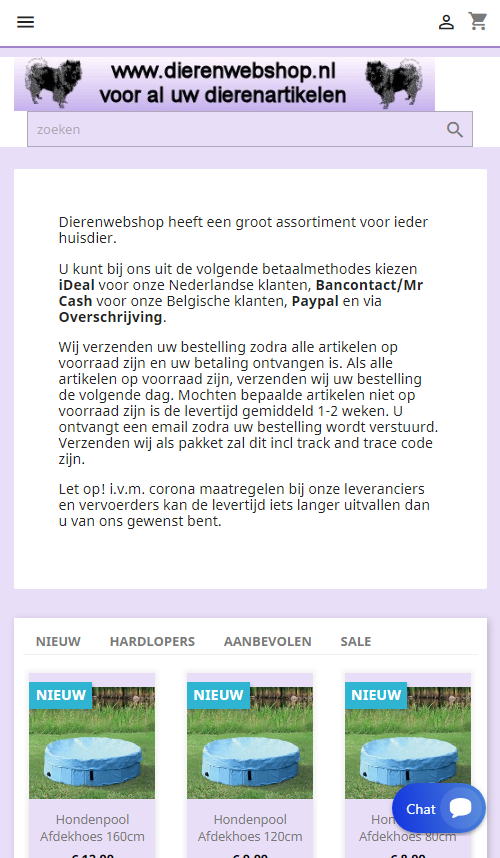 www.dierenwebshop.nl
voor al uw dierenartikelen
zoeken
Dierenwebshop heeft een groot assortiment voor ieder
huisdier.
U kunt bij ons uit de volgende betaalmethodes kiezen
iDeal voor onze Nederlandse klanten, Bancontact/Mr
Cash voor onze Belgische klanten, Paypal en via
Overschrijving.
Wij verzenden uw bestelling zodra alle artikelen op
voorraad zijn en uw betaling ontvangen is. Als alle
artikelen op voorraad zijn, verzenden wij uw bestelling
de volgende dag. Mochten bepaalde artikelen niet op
voorraad zijn is de levertijd gemiddeld 1-2 weken. U
ontvangt een email zodra uw bestelling wordt verstuurd.
Verzenden wij als pakket zal dit incl track and trace code
zijn.
Let op! i.v.m. corona maatregelen bij onze leveranciers
en vervoerders kan de levertijd iets langer uitvallen dan
u van ons gewenst bent.
NIEUW HARDLOPERS AANBEVOLEN SALE
NIEUW NIEUW NIEUW
Hondenpool Hondenpool
Afdekhoes 160cm Afdekhoes 120cm Afdekhoes 80cm
Chat